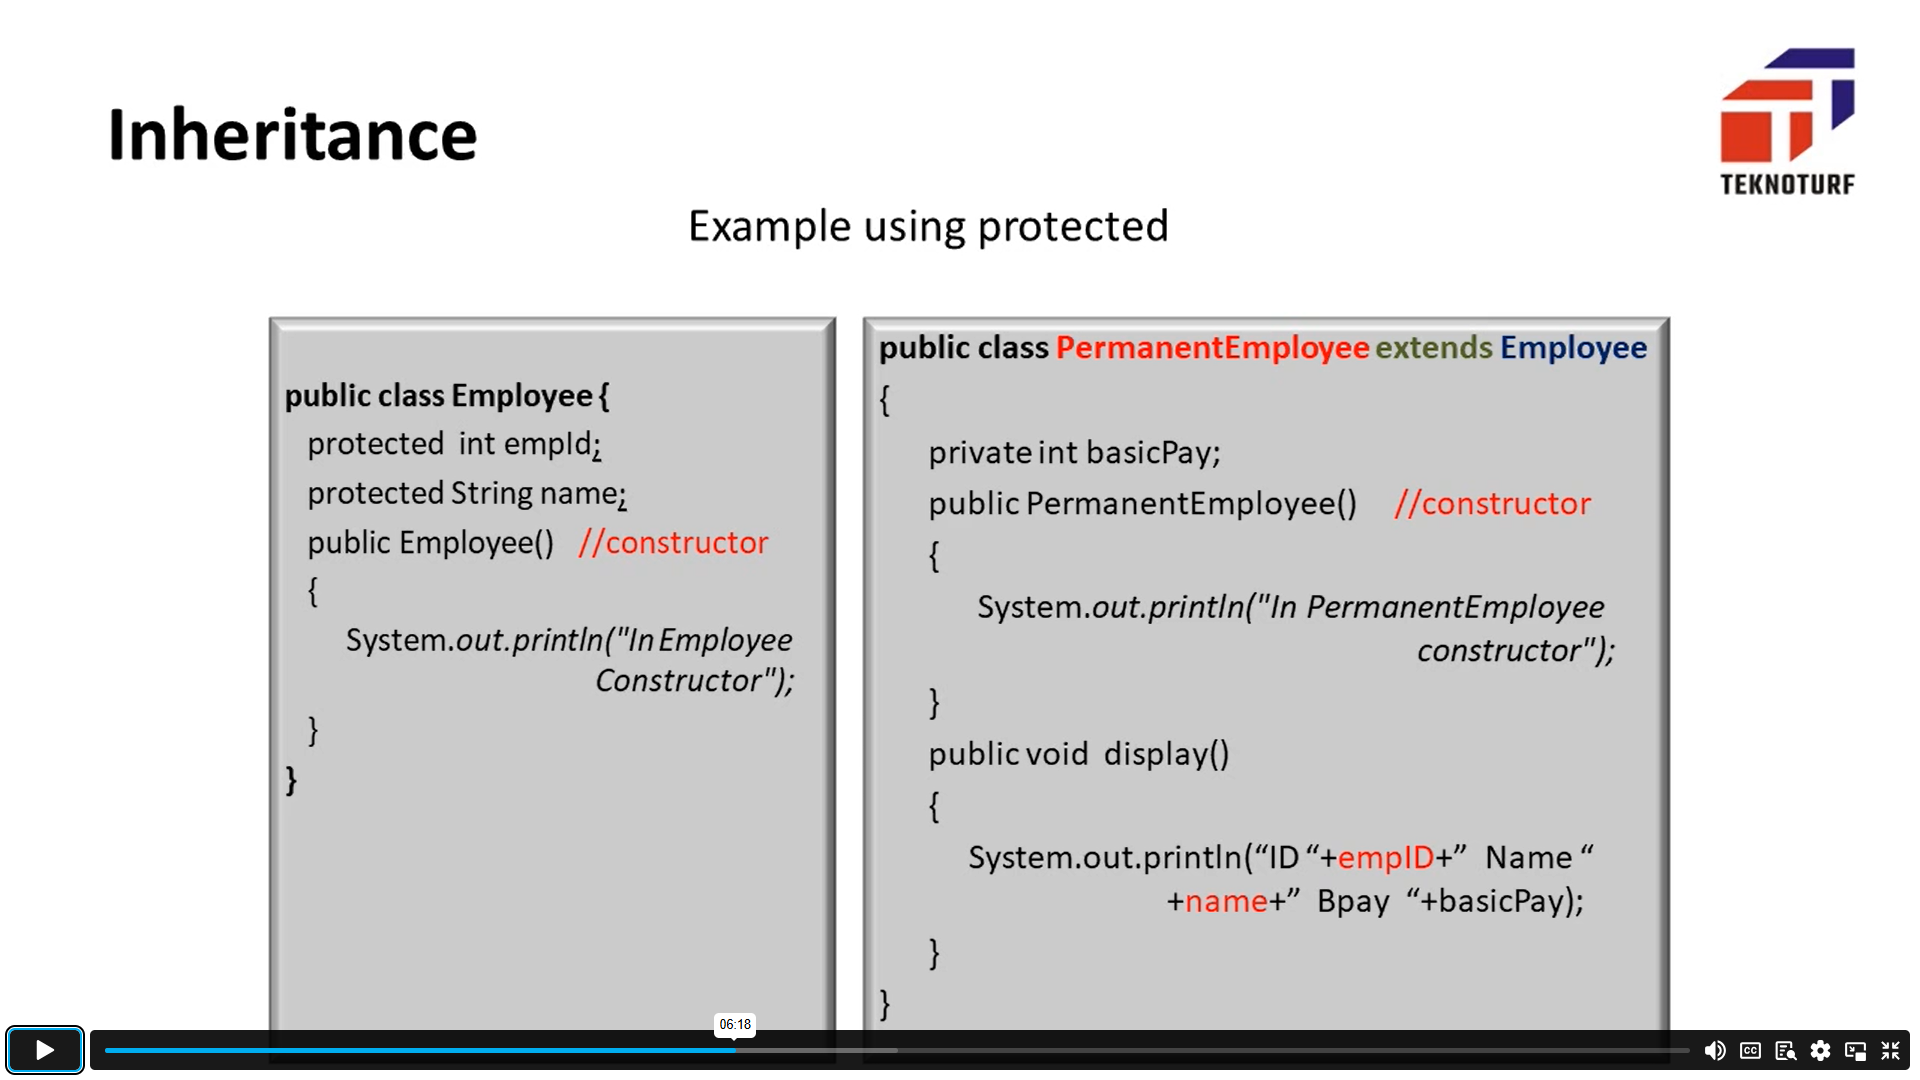 Inheritance
TEKNOTURF
Example using protected
public class Employee {
protected  int empId;
protected String name;
public Employee()   //constructor
{
System.out.println("In Employee
Constructor");
}
}
public class PermanentEmployee extends Employee
{
private int basicPay;
public PermanentEmployee()    //constructor
{
System.out.println("In PermanentEmployee
constructor");
}
public void  display()
{
System.out.println(“ID “+empID+”  Name “
+name+”  Bpay  “+basicPay);
}
}
06:18
CC